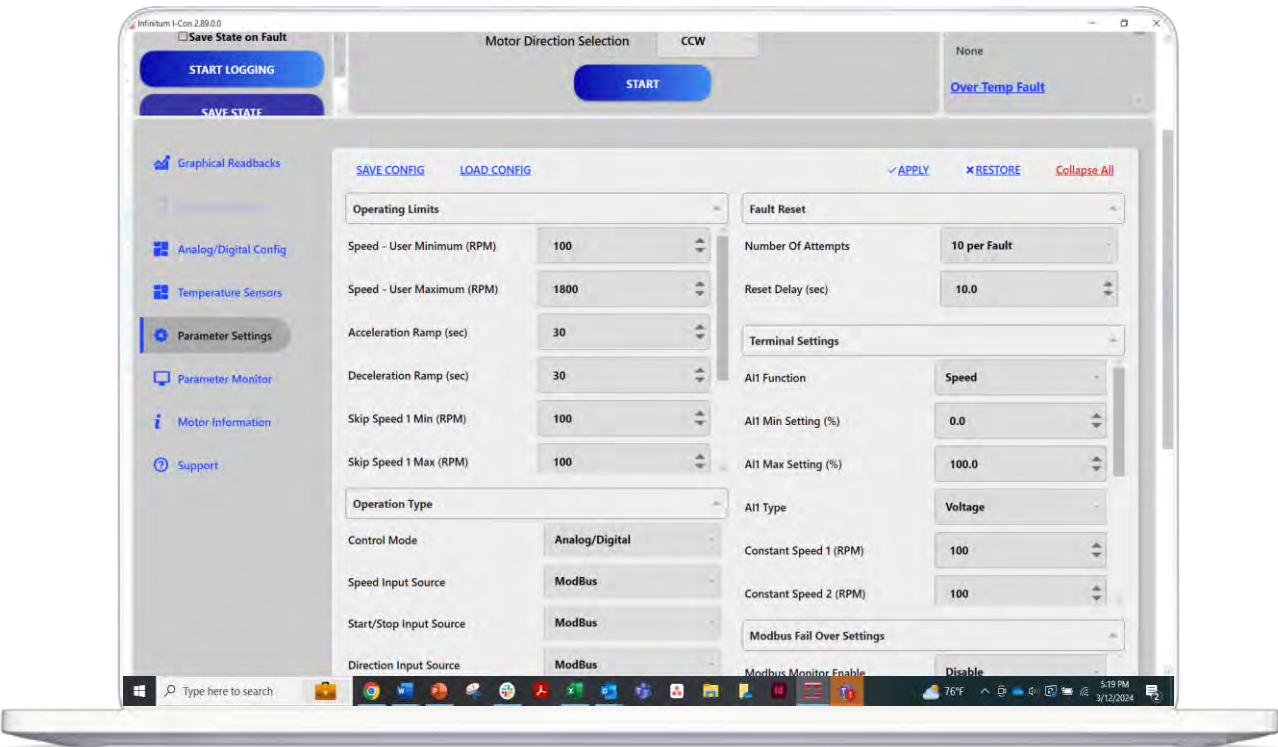 Infinitum I-Con 2.89.0.0
Save State on Fault
START LOGGING
SAVE STATE
Motor Direction Selection CCW
START
None
Over Temp Fault
Graphical Readbacks
Analog/Digital Config
Temperature Sensors
Parameter Settings
Parameter Monitor
Motor Information
Support
SAVE CONFIG LOAD CONFIG APPLY RESTORE Collapse All
Operating Limits
Speed - User Minimum (RPM) 100
Speed - User Maximum (RPM) 1800
Acceleration Ramp (sec) 30
Deceleration Ramp (sec) 30
Skip Speed 1 Min (RPM) 100
Skip Speed 1 Max (RPM) 100
Operation Type
Control Mode Analog/Digital
Speed Input Source ModBus
Start/Stop Input Source ModBus
Direction Input Source ModBus
Fault Reset
Number Of Attempts 10 per Fault
Reset Delay (sec) 10.0
Terminal Settings
AI1 Function Speed
AI1 Min Setting (%) 0.0
AI1 Max Setting (%) 100.0
AI1 Type Voltage
Constant Speed 1 (RPM) 100
Constant Speed 2 (RPM) 100
Modbus Fail Over Settings
Modbus Monitor Enable Disable
Type here to search
76°F
5:19 PM
3/12/2024